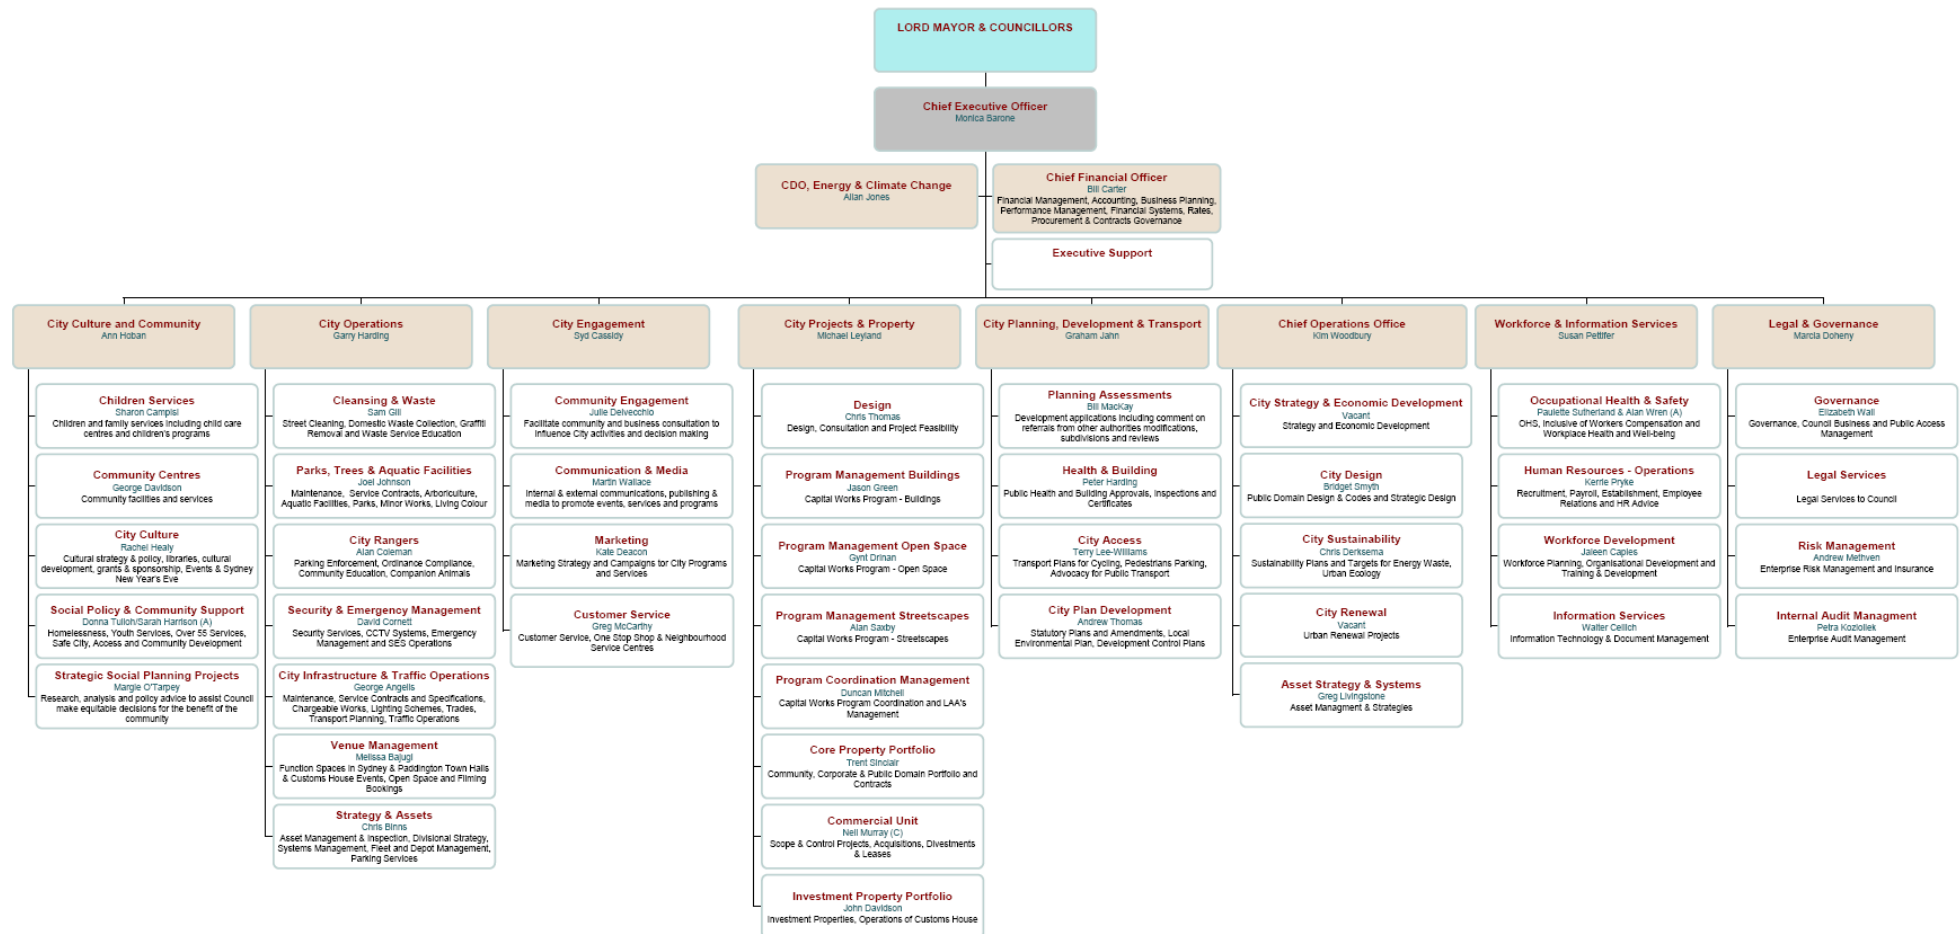 LORD MAYOR & COUNCILLORS
Chief Executive Officer
Monica Barone
CDO, Energy & Climate Change
Allan Jones
Chief Financial Officer
Bill Carter
Financial Management, Accounting, Business Planning,
Performance Management, Financial Systems, Rates,
Procurement & Contracts Governance
Executive Support
City Culture and Community
Ann Hoban
City Operations
Garry Harding
City Engagement
Syd Cassidy
City Projects & Property
Michael Leyland
City Planning, Development & Transport
Graham Jahn
Chief Operations Office
Kim Woodbury
Workforce & Information Services
Susan Pettifer
Legal & Governance
Marcia Doheny
Children Services
Sharon Campisi
Children and family services including child care
centres and children's programs
Community Centres
George Davidson
Community facilities and services
City Culture
Rachel Healy
Cultural strategy & policy, libraries, cultural
development, grants & sponsorship, Events & Sydney
New Year's Eve
Social Policy & Community Support
Donna Tulloh/Sarah Harrison (A)
Homelessness, Youth Services, Over 55 Services,
Safe City, Access and Community Development
Strategic Social Planning Projects
Margie O'Tarpey
Research, analysis and policy advice to assist Council
make equitable decisions for the benefit of the
community
Cleansing & Waste
Sam Gill
Street Cleaning, Domestic Waste Collection, Graffiti
Removal and Waste Service Education
Parks, Trees & Aquatic Facilities
Joel Johnson
Maintenance, Service Contracts, Arboriculture,
Aquatic Facilities, Parks, Minor Works, Living Colour
City Rangers
Alan Coleman
Parking Enforcement, Ordinance Compliance,
Community Education, Companion Animals
Security & Emergency Management
David Cornett
Security Services, CCTV Systems, Emergency
Management and SES Operations
City Infrastructure & Traffic Operations
George Angelis
Maintenance, Service Contracts and Specifications,
Chargeable Works, Lighting Schemes, Trades,
Transport Planning, Traffic Operations
Venue Management
Melissa Bajugi
Function Spaces in Sydney & Paddington Town Halls
& Customs House Events, Open Space and Filming
Bookings
Strategy & Assets
Chris Binns
Asset Management & Inspection, Divisional Strategy,
Systems Management, Fleet and Depot Management,
Parking Services
Community Engagement
Julie Delvecchio
Facilitate community and business consultation to
influence City activities and decision making
Communication & Media
Martin Wallace
Internal & external communications, publishing &
media to promote events, services and programs
Marketing
Kate Deacon
Marketing Strategy and Campaigns for City Programs
and Services
Customer Service
Greg McCarthy
Customer Service, One Stop Shop & Neighbourhood
Service Centres
Design
Chris Thomas
Design, Consultation and Project Feasibility
Program Management Buildings
Jason Green
Capital Works Program - Buildings
Program Management Open Space
Gynt Drinan
Capital Works Program - Open Space
Program Management Streetscapes
Alan Saxby
Capital Works Program - Streetscapes
Program Coordination Management
Duncan Mitchell
Capital Works Program Coordination and LAA's
Management
Core Property Portfolio
Trent Sinclair
Community, Corporate & Public Domain Portfolio and
Contracts
Commercial Unit
Neil Murray (C)
Scope & Control Projects, Acquisitions, Divestments
& Leases
Investment Property Portfolio
John Davidson
Investment Properties, Operations of Customs House
Planning Assessments
Bill MacKay
Development applications including comment on
referrals from other authorities modifications,
subdivisions and reviews
Health & Building
Peter Harding
Public Health and Building Approvals, Inspections and
Certificates
City Access
Terry Lee-Williams
Transport Plans for Cycling, Pedestrians Parking,
Advocacy for Public Transport
City Plan Development
Andrew Thomas
Statutory Plans and Amendments, Local
Environmental Plan, Development Control Plans
City Strategy & Economic Development
Vacant
Strategy and Economic Development
City Design
Bridget Smyth
Public Domain Design & Codes and Strategic Design
City Sustainability
Chris Derksema
Sustainability Plans and Targets for Energy Waste,
Urban Ecology
City Renewal
Vacant
Urban Renewal Projects
Asset Strategy & Systems
Greg Livingstone
Asset Managment & Strategies
Occupational Health & Safety
Paulette Sutherland & Alan Wren (A)
OHS, Inclusive of Workers Compensation and
Workplace Health and Well-being
Human Resources - Operations
Kerrie Pryke
Recruitment, Payroll, Establishment, Employee
Relations and HR Advice
Workforce Development
Jaleen Caples
Workforce Planning, Organisational Development and
Training & Development
Information Services
Walter Cellich
Information Technology & Document Management
Governance
Elizabeth Wall
Governance, Council Business and Public Access
Management
Legal Services
Legal Services to Council
Risk Management
Andrew Methven
Enterprise Risk Management and Insurance
Internal Audit Managment
Petra Koziollek
Enterprise Audit Management